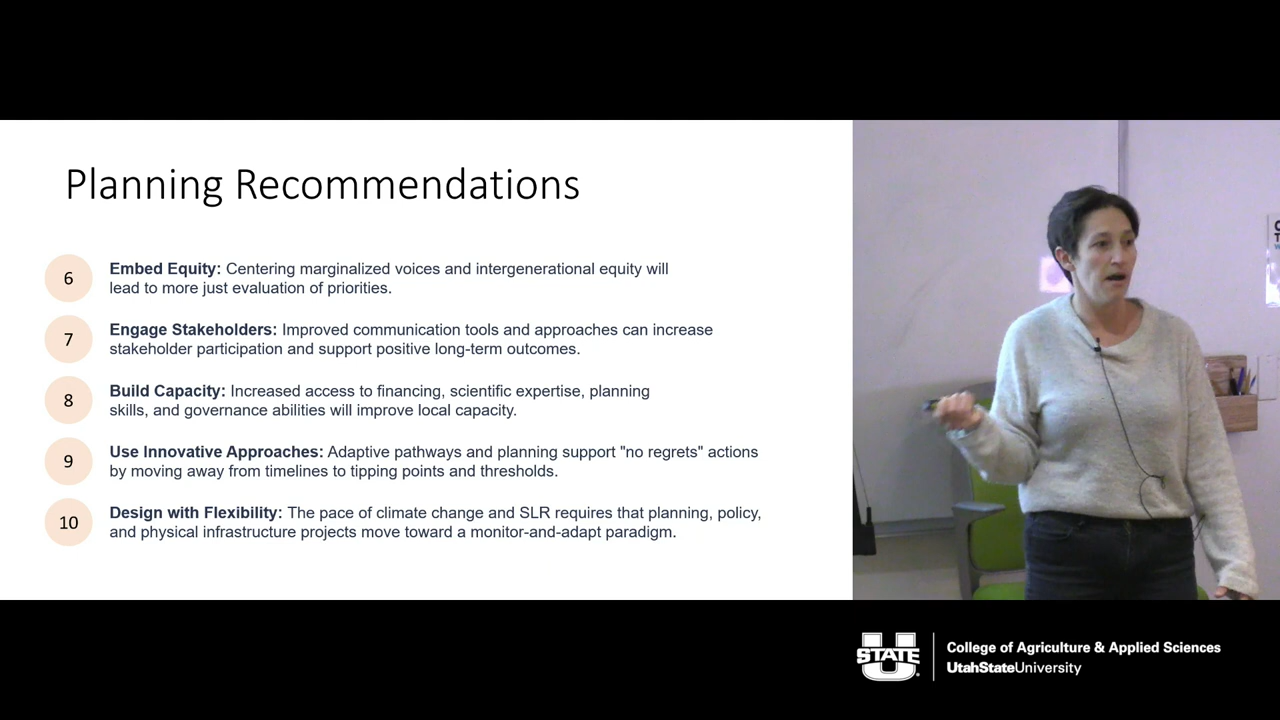 Planning Recommendations
6
Embed Equity: Centering marginalized voices and intergenerational equity will
lead to more just evaluation of priorities.
7
Engage Stakeholders: Improved communication tools and approaches can increase
stakeholder participation and support positive long-term outcomes.
8
Build Capacity: Increased access to financing, scientific expertise, planning
skills, and governance abilities will improve local capacity.
9
Use Innovative Approaches: Adaptive pathways and planning support "no regrets" actions
by moving away from timelines to tipping points and thresholds.
10
Design with Flexibility: The pace of climate change and SLR requires that planning, policy,
and physical infrastructure projects move toward a monitor-and-adapt paradigm.
U STATE
College of Agriculture & Applied Sciences
UtahStateUniversity